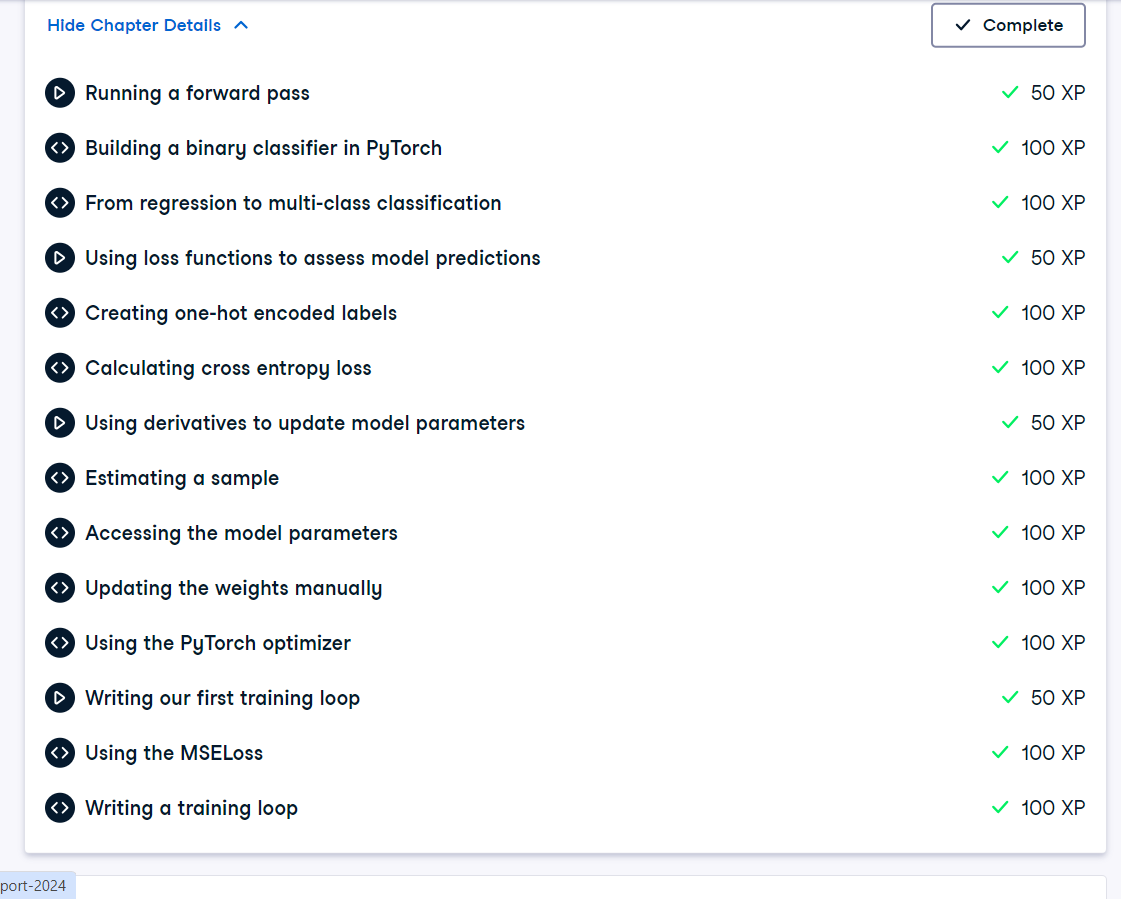 Hide Chapter Details
Complete
Running a forward pass 50 XP
Building a binary classifier in PyTorch 100 XP
From regression to multi-class classification 100 XP
Using loss functions to assess model predictions 50 XP
Creating one-hot encoded labels 100 XP
Calculating cross entropy loss 100 XP
Using derivatives to update model parameters 50 XP
Estimating a sample 100 XP
Accessing the model parameters 100 XP
Updating the weights manually 100 XP
Using the PyTorch optimizer 100 XP
Writing our first training loop 50 XP
Using the MSELoss 100 XP
Writing a training loop 100 XP
port-2024